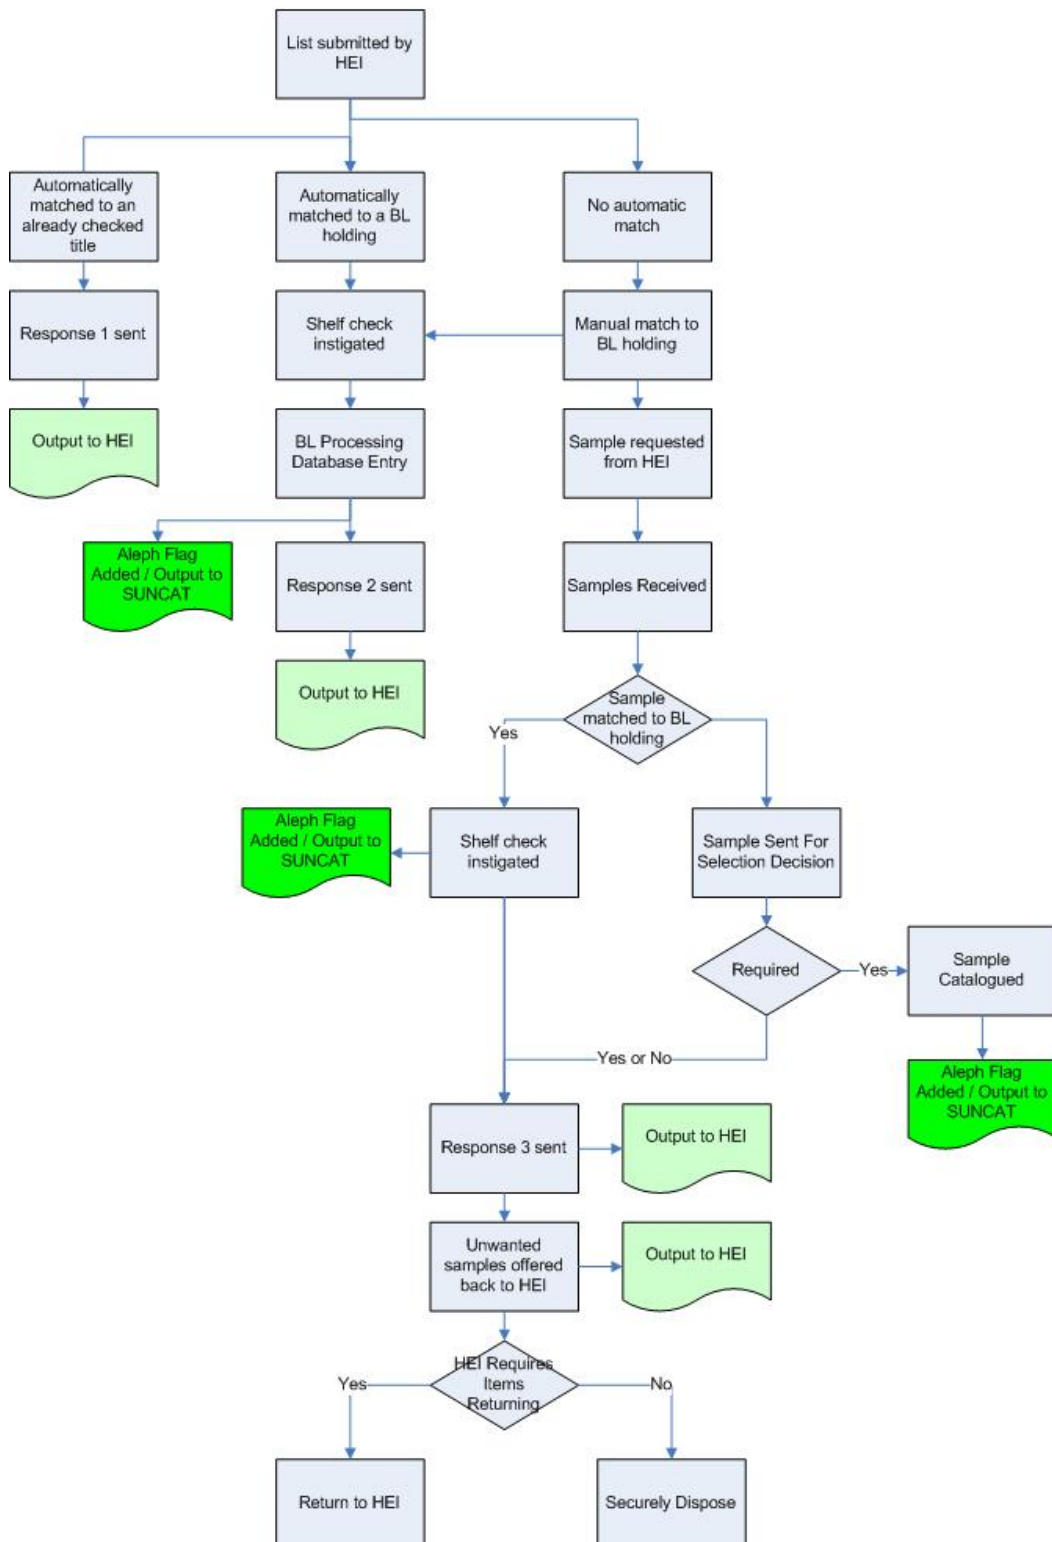 List submitted by
HEI
Automatically
matched to an
already checked
title
Automatically
matched to a BL
holding
No automatic
match
Response 1 sent
Shelf check
instigated
Manual match to
BL holding
Output to HEI
BL Processing
Database Entry
Sample requested
from HEI
Aleph Flag
Added / Output to
SUNCAT
Response 2 sent
Samples Received
Output to HEI
Sample
matched to BL
holding
Yes
Aleph Flag
Added / Output to
SUNCAT
Shelf check
instigated
Sample Sent For
Selection Decision
Required
Yes
Sample
Catalogued
Yes or No
Aleph Flag
Added / Output to
SUNCAT
Response 3 sent
Output to HEI
Unwanted
samples offered
back to HEI
Output to HEI
HEI Requires
Items
Returning
Yes
No
Return to HEI
Securely Dispose